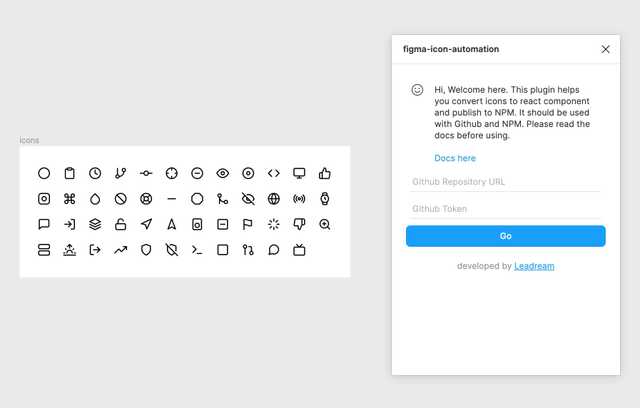 icons
figma-icon-automation
Hi, Welcome here. This plugin helps
you convert icons to react component
and publish to NPM. It should be used
with Github and NPM. Please read the
docs before using.
Docs here
Github Repository URL
Github Token
Go
developed by Leadream